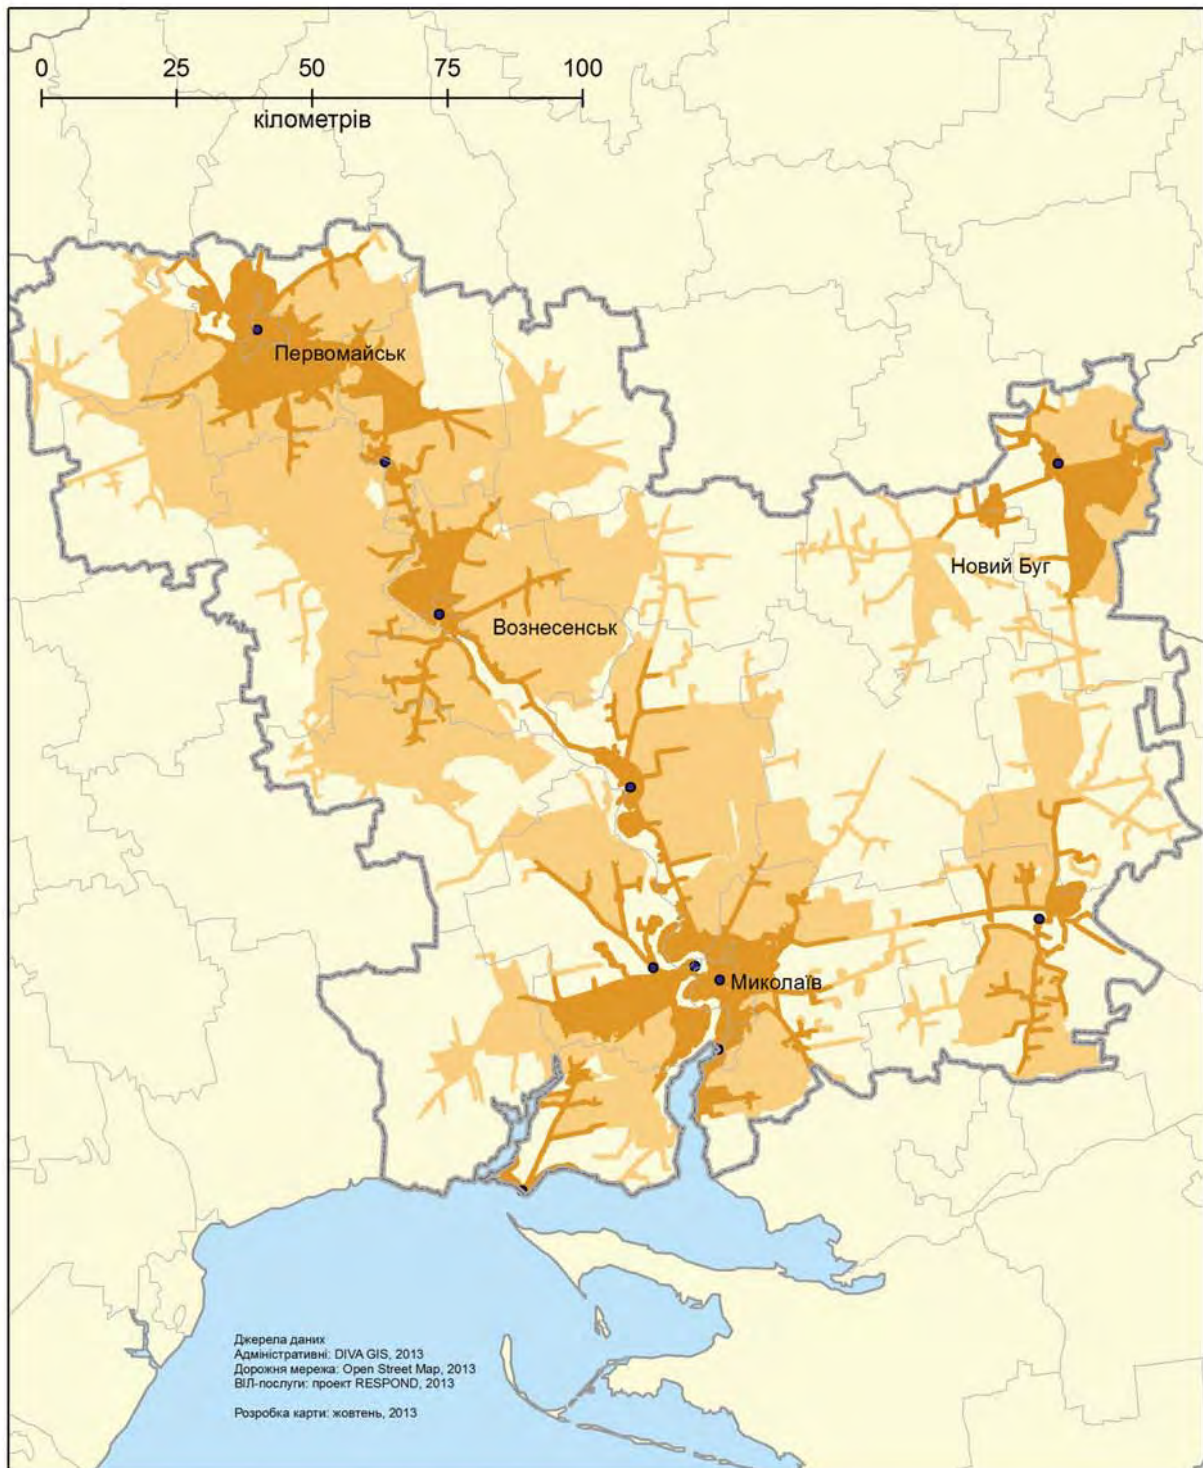 0 25 50 75 100
кілометрів
Первомайськ
Новий Буг
Вознесенськ
Миколаїв
Джерела даних
Адміністративні: DIVA GIS, 2013
Дорожня мережа: Open Street Map, 2013
ВІЛ-послуги: проект RESPOND, 2013
Розробка карти: жовтень, 2013